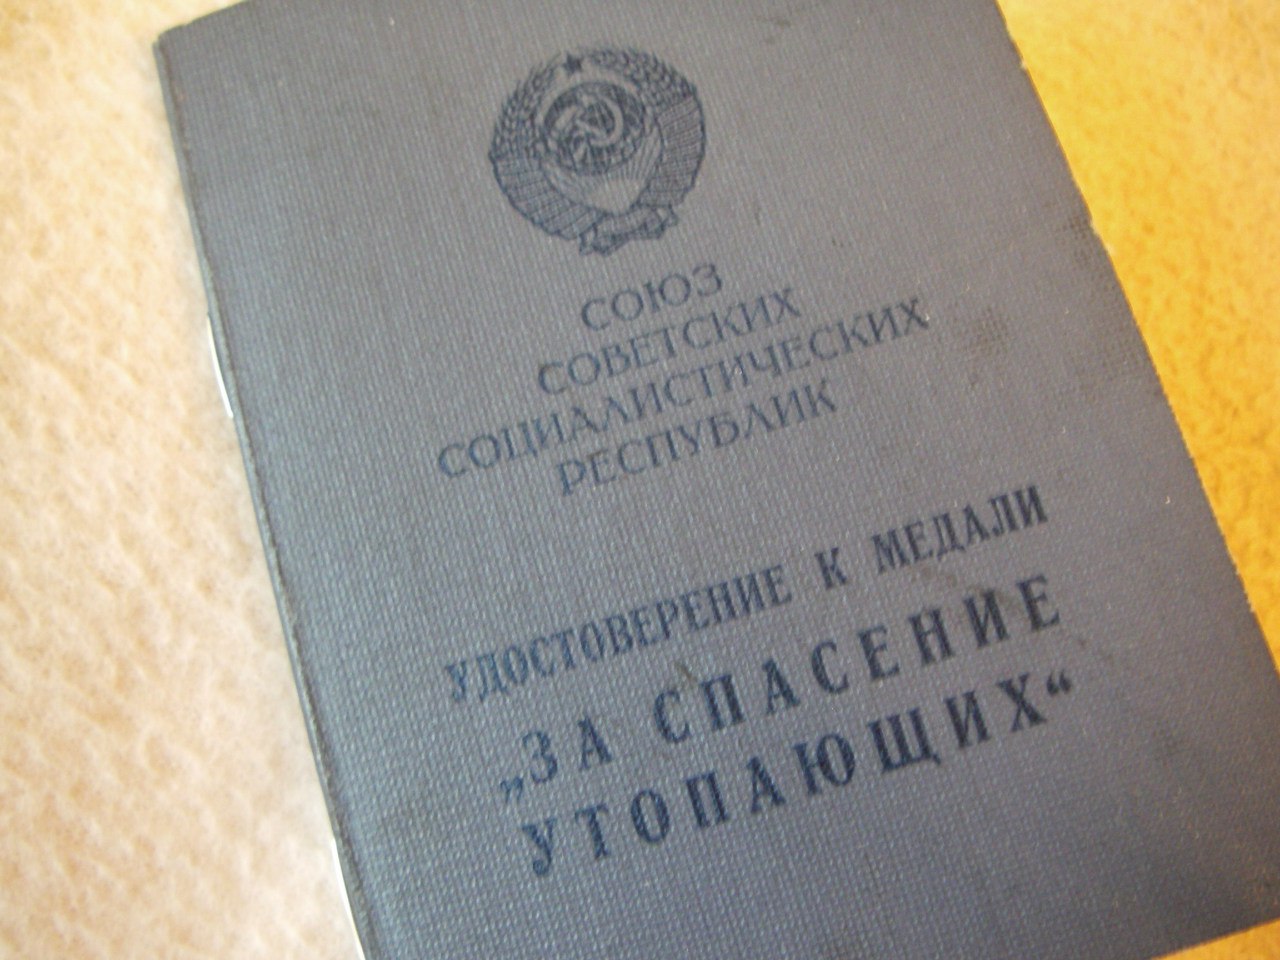 СОЮЗ
СОВЕТСКИХ
СОЦИАЛИСТИЧЕСКИХ
РЕСПУБЛИК
УДОСТОВЕРЕНИЕ К МЕДАЛИ
„ЗА СПАСЕНИЕ
УТОПАЮЩИХ“